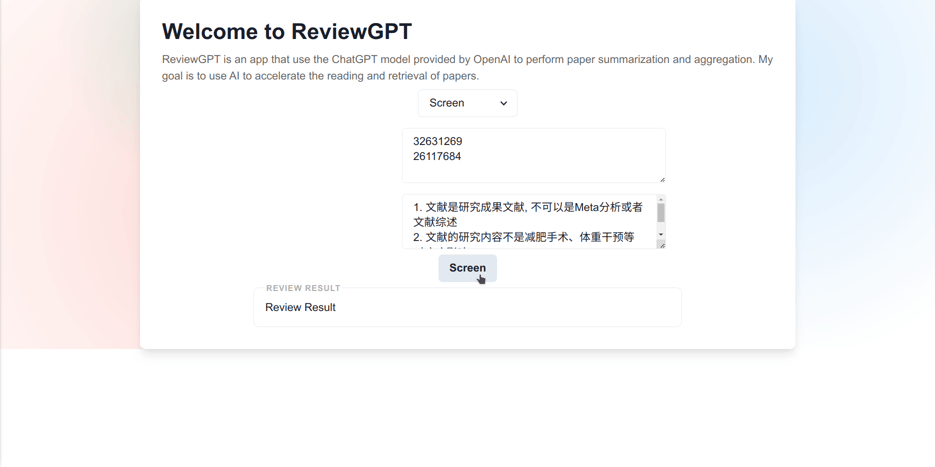 Welcome to ReviewGPT
ReviewGPT is an app that use the ChatGPT model provided by OpenAI to perform paper summarization and aggregation. My
goal is to use AI to accelerate the reading and retrieval of papers.
Screen
32631269
26117684
1. 文献是研究成果文献, 不可以是Meta分析或者
文献综述
2. 文献的研究内容不是减肥手术、体重干预等
Screen
REVIEW RESULT
Review Result